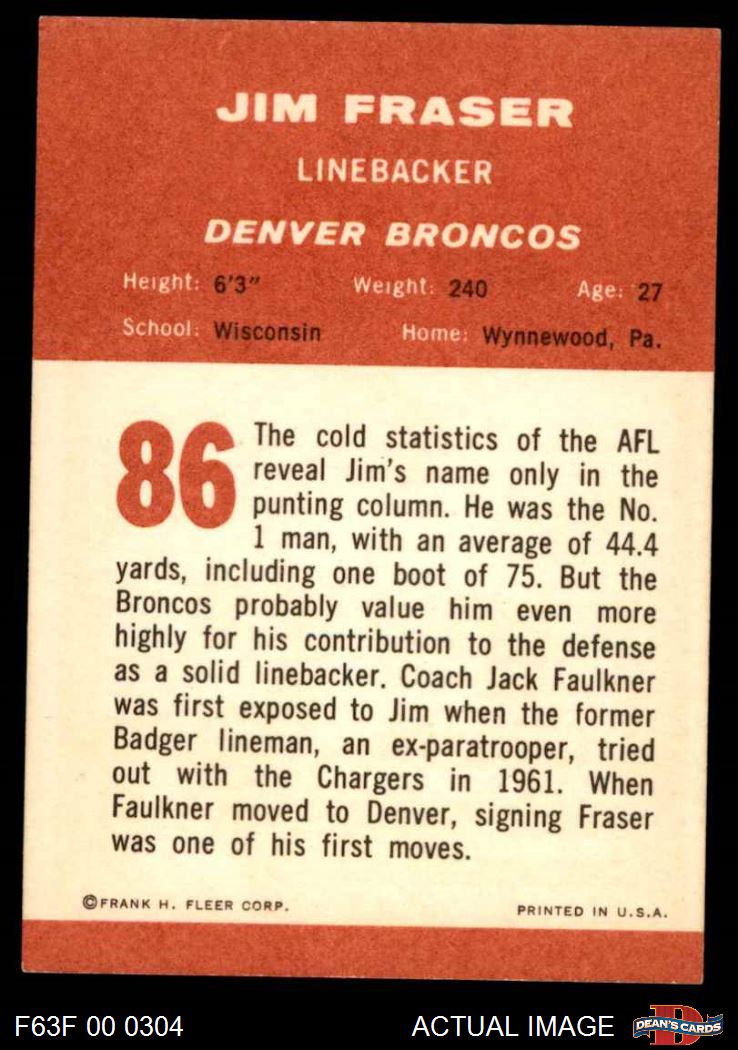 JIM FRASER
LINEBACKER
DENVER BRONCOS
Height: 6'3" Weight: 240 Age: 27
School: Wisconsin Home: Wynnewood, Pa.
86 The cold statistics of the AFL
reveal Jim's name only in the
punting column. He was the No.
1 man, with an average of 44.4
yards, including one boot of 75. But the
Broncos probably value him even more
highly for his contribution to the defense
as a solid linebacker. Coach Jack Faulkner
was first exposed to Jim when the former
Badger lineman, an ex-paratrooper, tried
out with the Chargers in 1961. When
Faulkner moved to Denver, signing Fraser
was one of his first moves.
©FRANK H. FLEER CORP. PRINTED IN U.S.A.
F63F 00 0304 ACTUAL IMAGE D DEAN'S CARDS